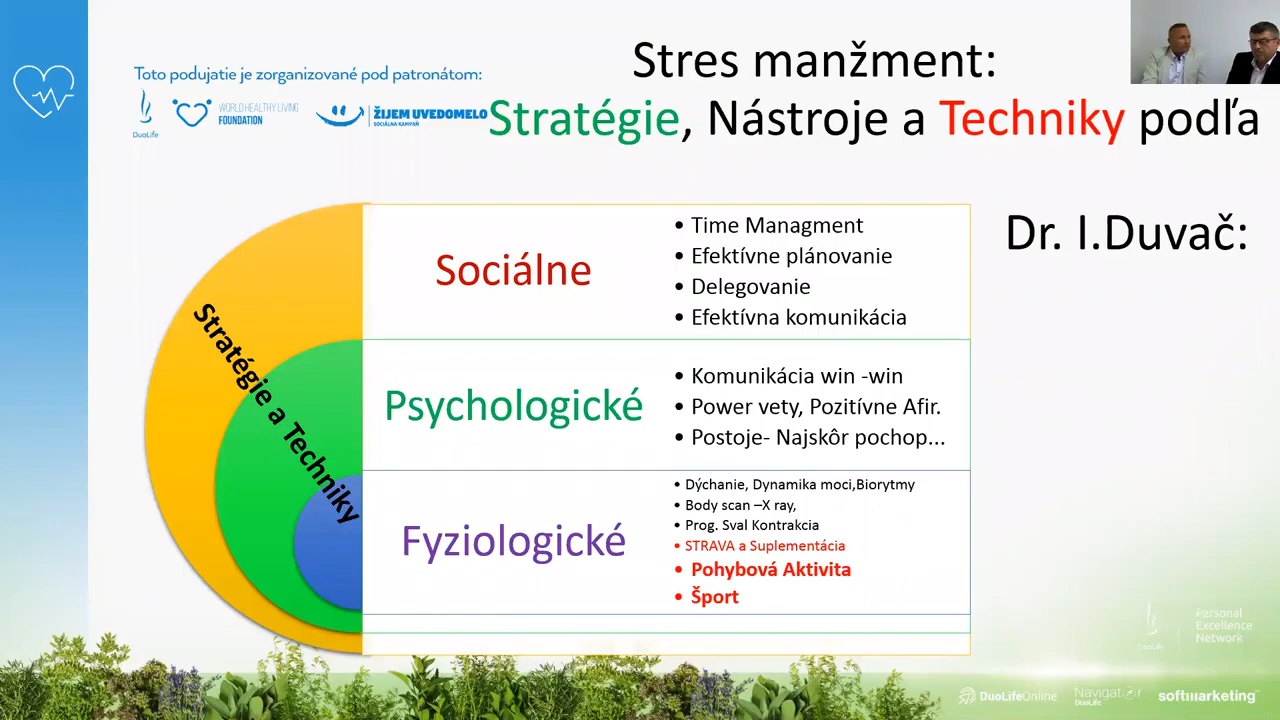 Stres manžment:
Stratégie, Nástroje a Techniky podľa
Dr. I.Duvač:
Toto podujatie je zorganizované pod patronátom:
DuoLife
WORLD HEALTHY LIVING
FOUNDATION
ŽIJEM UVEDOMELO
SOCIÁLNA KAMPAŇ
Stratégie a Techniky
Sociálne
• Time Managment
• Efektívne plánovanie
• Delegovanie
• Efektívna komunikácia
Psychologické
• Komunikácia win -win
• Power vety, Pozitívne Afir.
• Postoje- Najskôr pochop...
Fyziologické
• Dýchanie, Dynamika moci,Biorytmy
• Body scan –X ray,
• Prog. Sval Kontrakcia
• STRAVA a Suplementácia
• Pohybová Aktivita
• Šport
DuoLife
Personal
Excellence
Network
DuoLifeOnline
Navigator
DuoLife
softmarketing